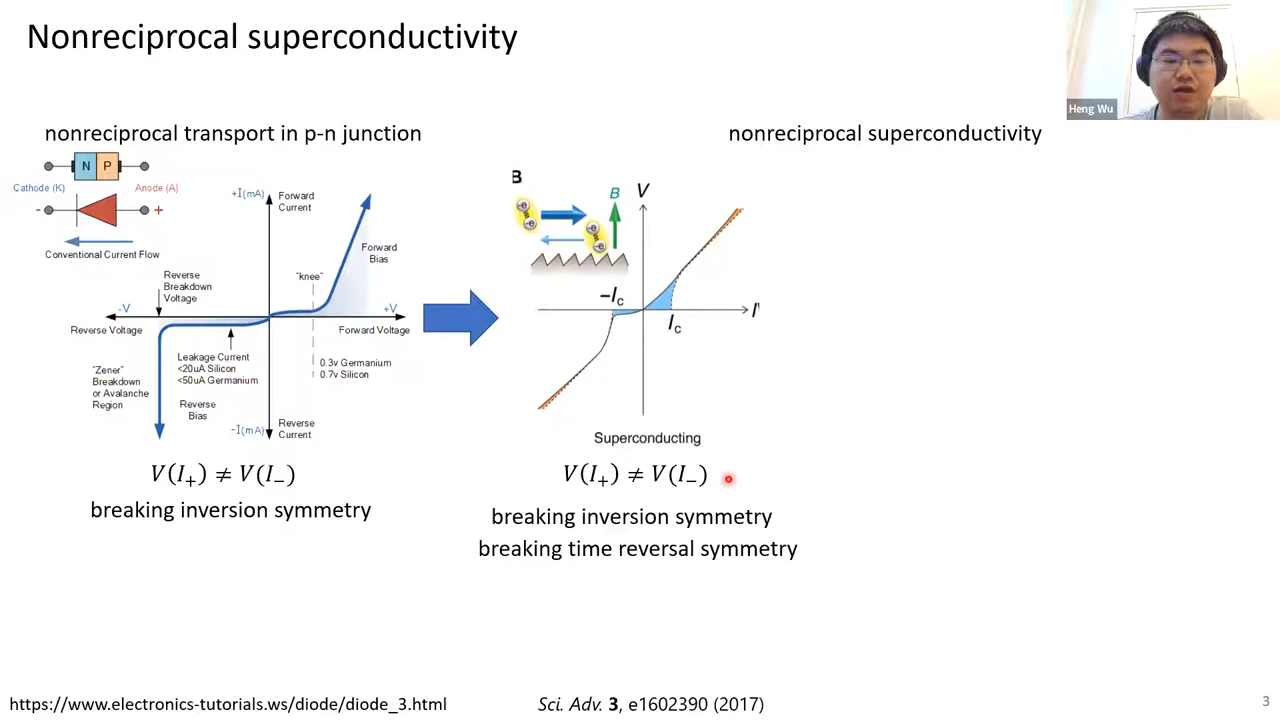 Nonreciprocal superconductivity
Heng Wu
nonreciprocal transport in p-n junction
N P
Cathode (K)
Anode (A)
- +
Conventional Current Flow
+I(mA)
Forward
Current
Forward
Bias
"knee"
Reverse
Breakdown
Voltage
-V
+V
Reverse Voltage
Forward Voltage
Leakage Current
<20uA Silicon
<50uA Germanium
0.3v Germanium
0.7v Silicon
"Zener"
Breakdown
or Avalanche
Region
Reverse
Bias
-I(mA)
Reverse
Current
V(I₊) ≠ V(I₋)
breaking inversion symmetry
nonreciprocal superconductivity
B
B
V
e
e
e
e
−Ic
Ic
I
Superconducting
V(I₊) ≠ V(I₋)
breaking inversion symmetry
breaking time reversal symmetry
https://www.electronics-tutorials.ws/diode/diode_3.html
Sci. Adv. 3, e1602390 (2017)
3